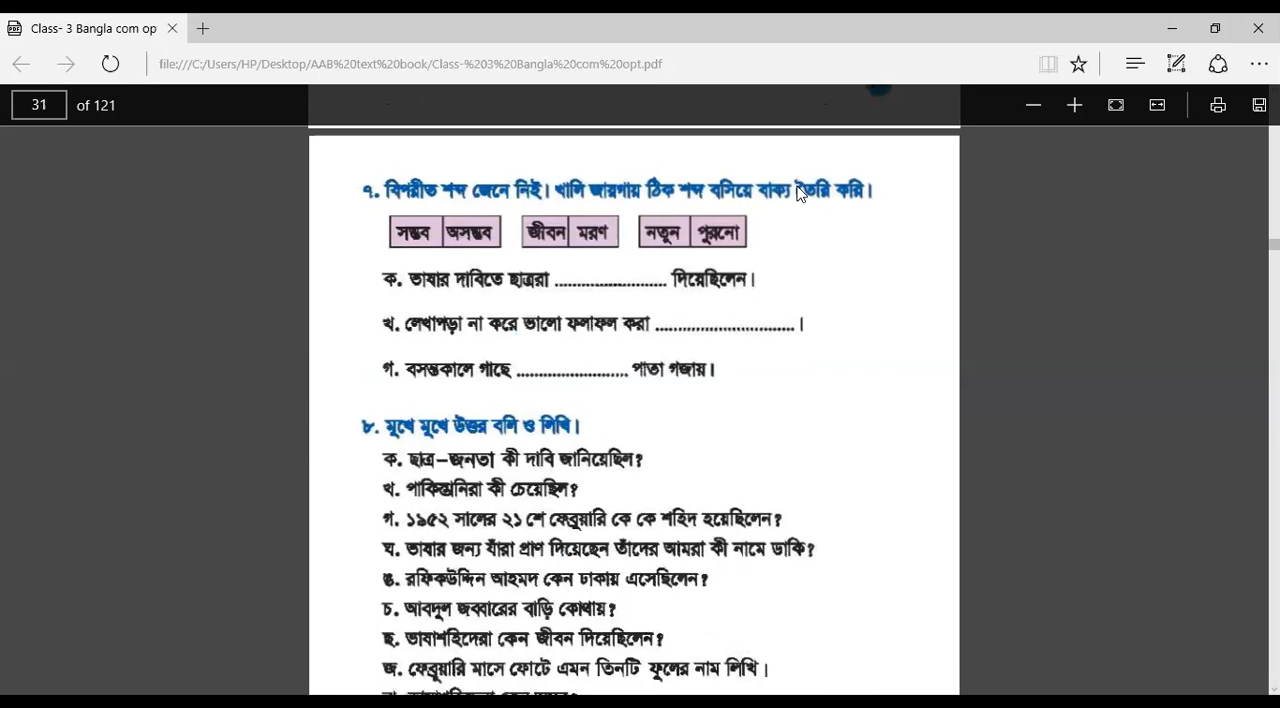 Class- 3 Bangla com op
file:///C:/Users/HP/Desktop/AAB%20text%20book/Class-%203%20Bangla%20com%20opt.pdf
31 of 121
৭. বিপরীত শব্দ জেনে নিই। খালি জায়গায় ঠিক শব্দ বসিয়ে বাক্য তৈরি করি।
সম্ভব অসম্ভব জীবন মরণ নতুন পুরনো
ক. ভাষার দাবিতে ছাত্ররা ......................... দিয়েছিলেন।
খ. লেখাপড়া না করে ভালো ফলাফল করা ............................... ।
গ. বসন্তকালে গাছে ......................... পাতা গজায়।
৮. মুখে মুখে উত্তর বলি ও লিখি।
ক. ছাত্র-জনতা কী দাবি জানিয়েছিল?
খ. পাকিস্তানিরা কী চেয়েছিল?
গ. ১৯৫২ সালের ২১ শে ফেব্রুয়ারি কে কে শহিদ হয়েছিলেন?
ঘ. ভাষার জন্য যাঁরা প্রাণ দিয়েছেন তাঁদের আমরা কী নামে ডাকি?
ঙ. রফিকউদ্দিন আহমদ কেন ঢাকায় এসেছিলেন?
চ. আবদুল জব্বারের বাড়ি কোথায়?
ছ. ভাষাশহিদেরা কেন জীবন দিয়েছিলেন?
জ. ফেব্রুয়ারি মাসে ফোটে এমন তিনটি ফুলের নাম লিখি।